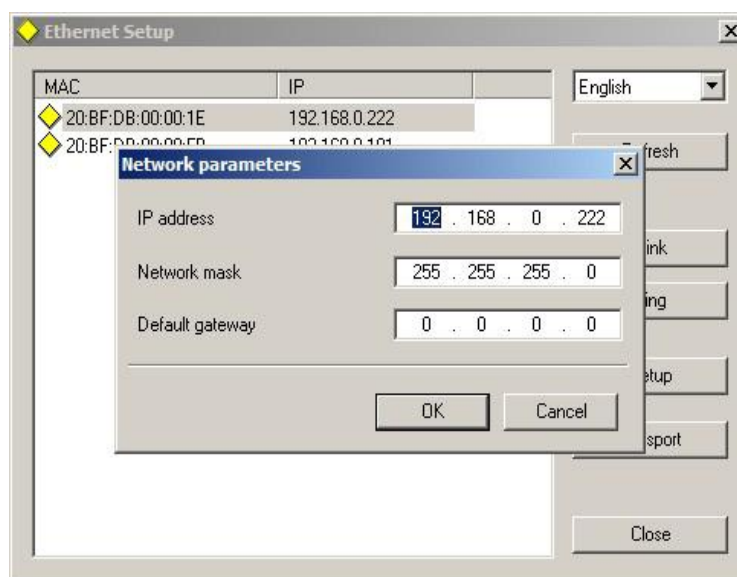 Ethernet Setup
MAC IP
English
20:BF:DB:00:00:1E 192.168.0.222
Network parameters
IP address 192 . 168 . 0 . 222
Network mask 255 . 255 . 255 . 0
Default gateway 0 . 0 . 0 . 0
OK Cancel
Close